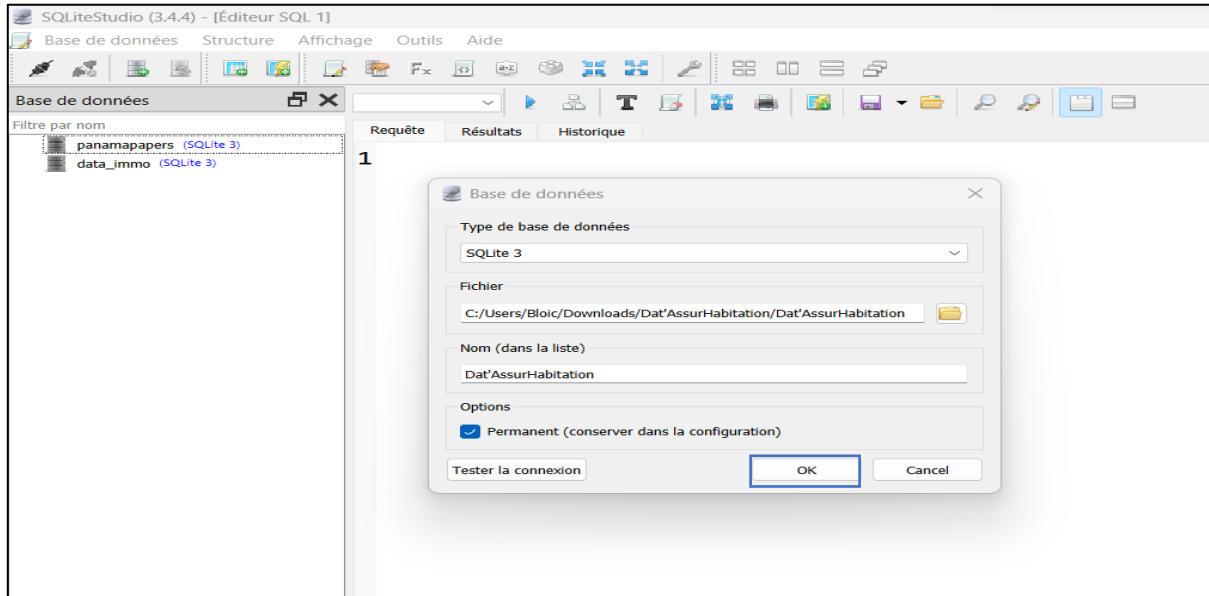 SQLiteStudio (3.4.4) - [Éditeur SQL 1]
Base de données Structure Affichage Outils Aide
Base de données
Filtre par nom
panamapapers (SQLite 3)
data_immo (SQLite 3)
Requête Résultats Historique
1
Base de données
Type de base de données
SQLite 3
Fichier
C:/Users/Bloic/Downloads/Dat'AssurHabitation/Dat'AssurHabitation
Nom (dans la liste)
Dat'AssurHabitation
Options
Permanent (conserver dans la configuration)
Tester la connexion OK Cancel